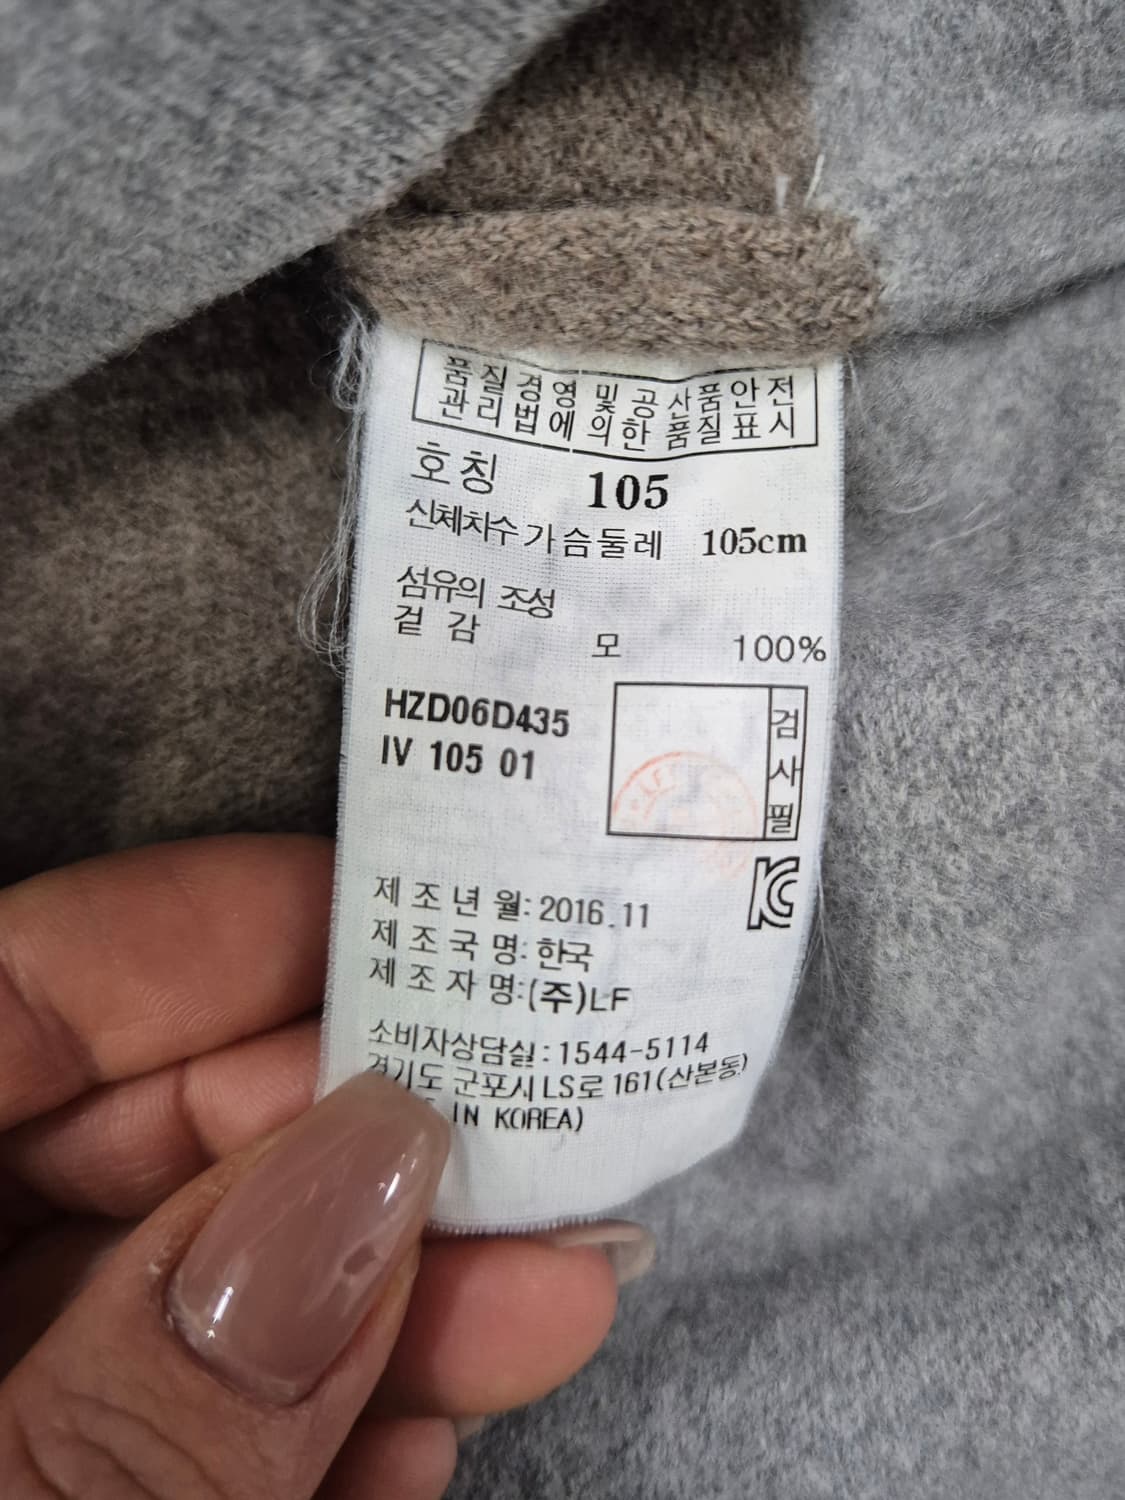 품질경영 및 공산품안전
관리법에 의한 품질표시
호칭 105
신체치수 가슴둘레 105cm
섬유의 조성
겉감 모 100%
HZD06D435
IV 105 01
검사필
제조년월: 2016.11
제조국명: 한국
제조자명: (주)LF
소비자상담실: 1544-5114
경기도 군포시 LS로 161(산본동)
IN KOREA)